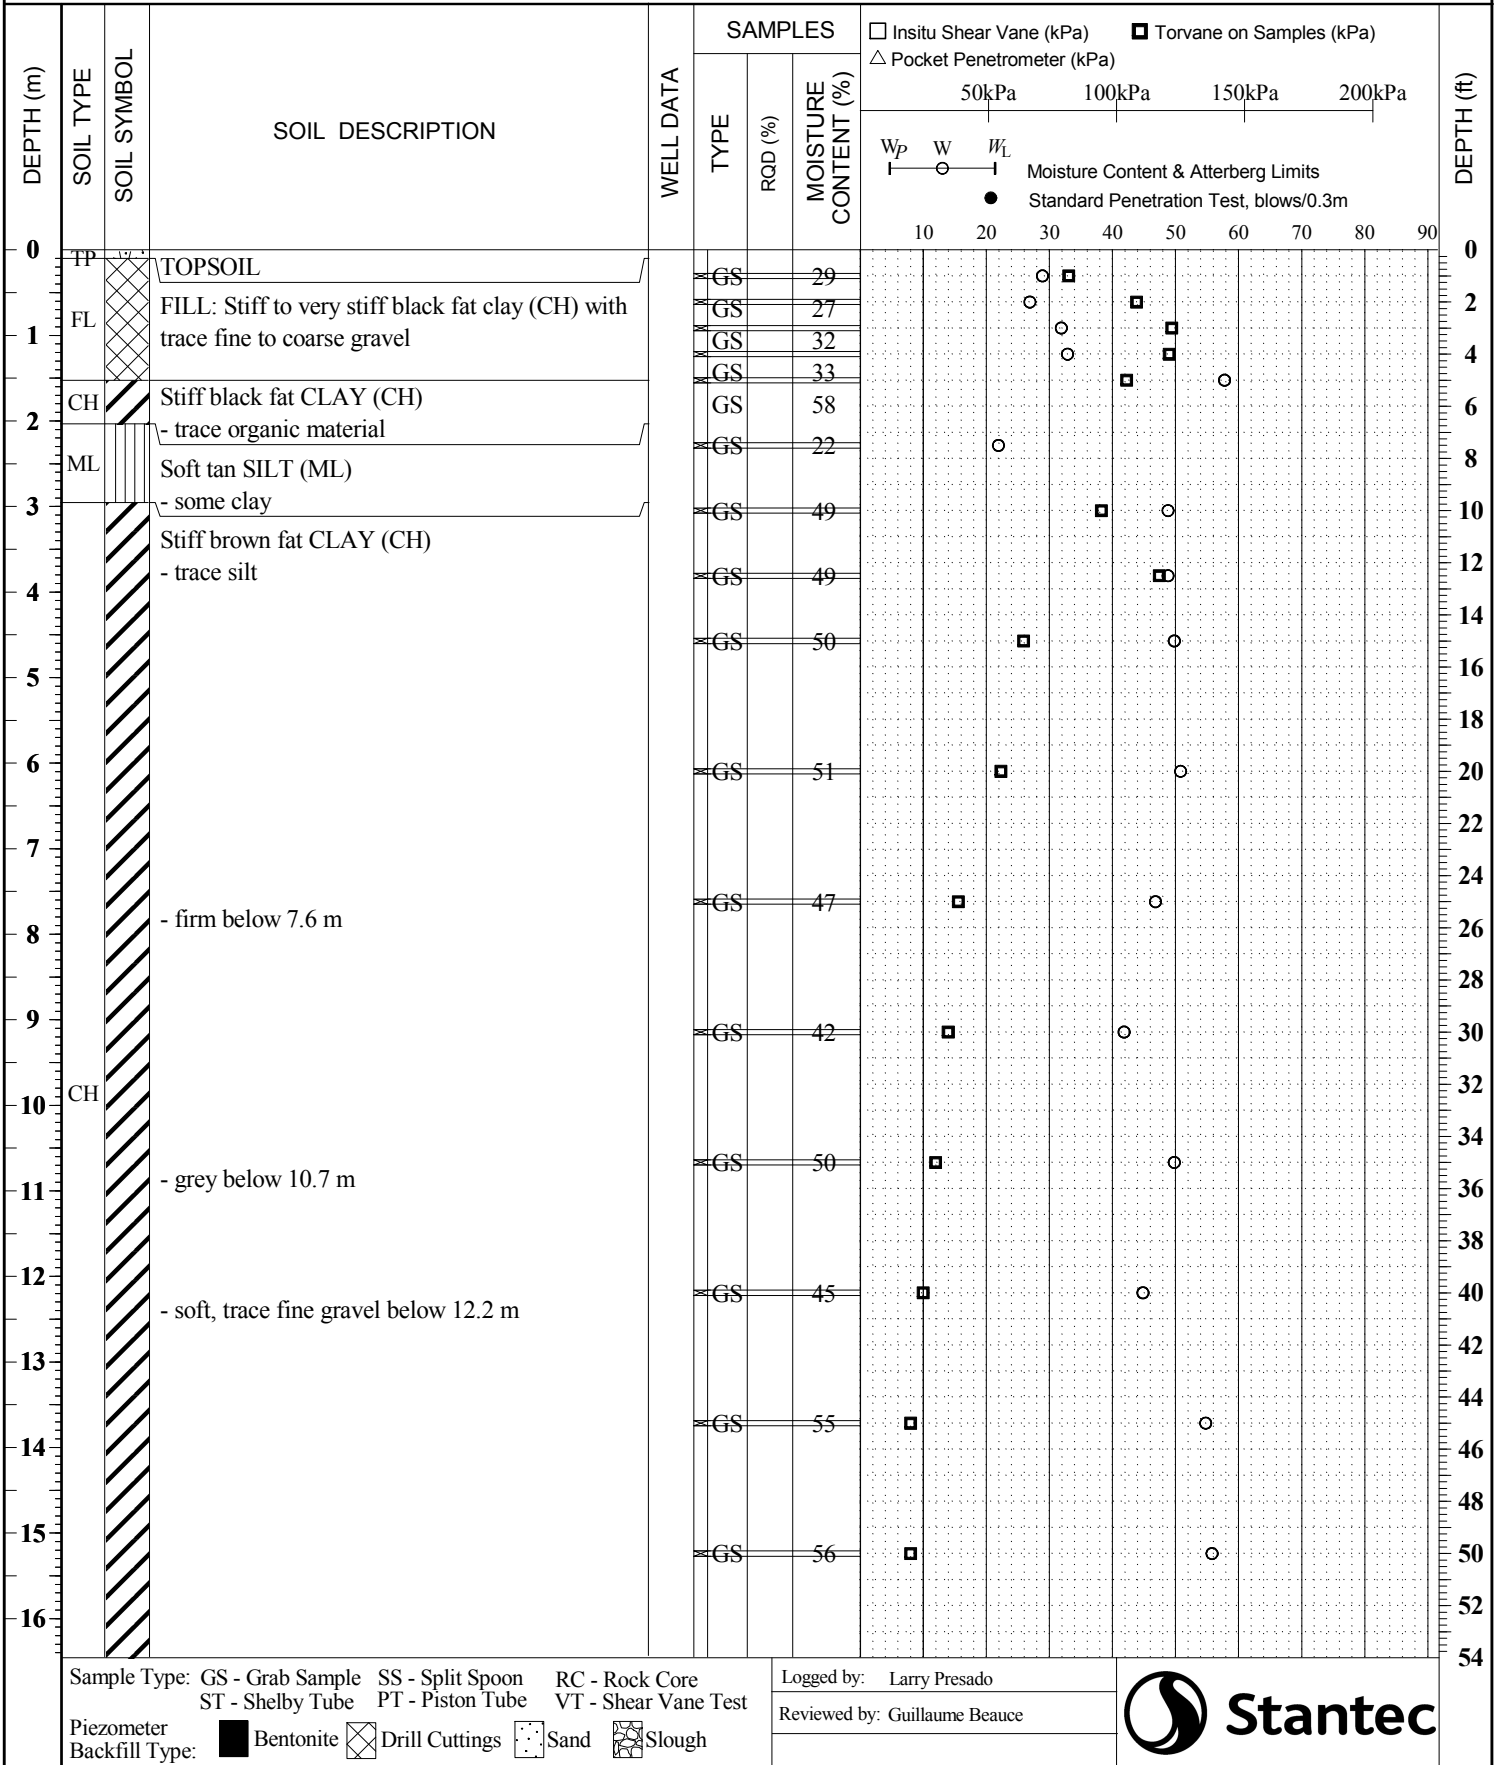 DEPTH (m)
SOIL TYPE
SOIL SYMBOL
SOIL DESCRIPTION
WELL DATA
SAMPLES
TYPE
RQD (%)
MOISTURE
CONTENT (%)
Insitu Shear Vane (kPa) Torvane on Samples (kPa)
Pocket Penetrometer (kPa)
50kPa 100kPa 150kPa 200kPa
WP W WL
Moisture Content & Atterberg Limits
Standard Penetration Test, blows/0.3m
10 20 30 40 50 60 70 80 90
DEPTH (ft)
0 TP TOPSOIL 0
GS 29
FL FILL: Stiff to very stiff black fat clay (CH) with GS 27 2
1 trace fine to coarse gravel GS 32
4
GS 33
CH Stiff black fat CLAY (CH) GS 58 6
2 - trace organic material
GS 22
ML Soft tan SILT (ML) 8
3 - some clay GS 49 10
Stiff brown fat CLAY (CH)
- trace silt GS 49 12
4
14
GS 50
16
5
18
6 GS 51 20
22
7
24
GS 47
- firm below 7.6 m
8 26
28
9 GS 42 30
32
CH
10
34
GS 50
- grey below 10.7 m
11 36
38
12 GS 45 40
- soft, trace fine gravel below 12.2 m
13 42
44
GS 55
14 46
48
15
GS 56 50
16 52
54
Sample Type: GS - Grab Sample SS - Split Spoon RC - Rock Core
ST - Shelby Tube PT - Piston Tube VT - Shear Vane Test
Piezometer
Backfill Type: Bentonite Drill Cuttings Sand Slough
Logged by: Larry Presado
Reviewed by: Guillaume Beauce
Stantec